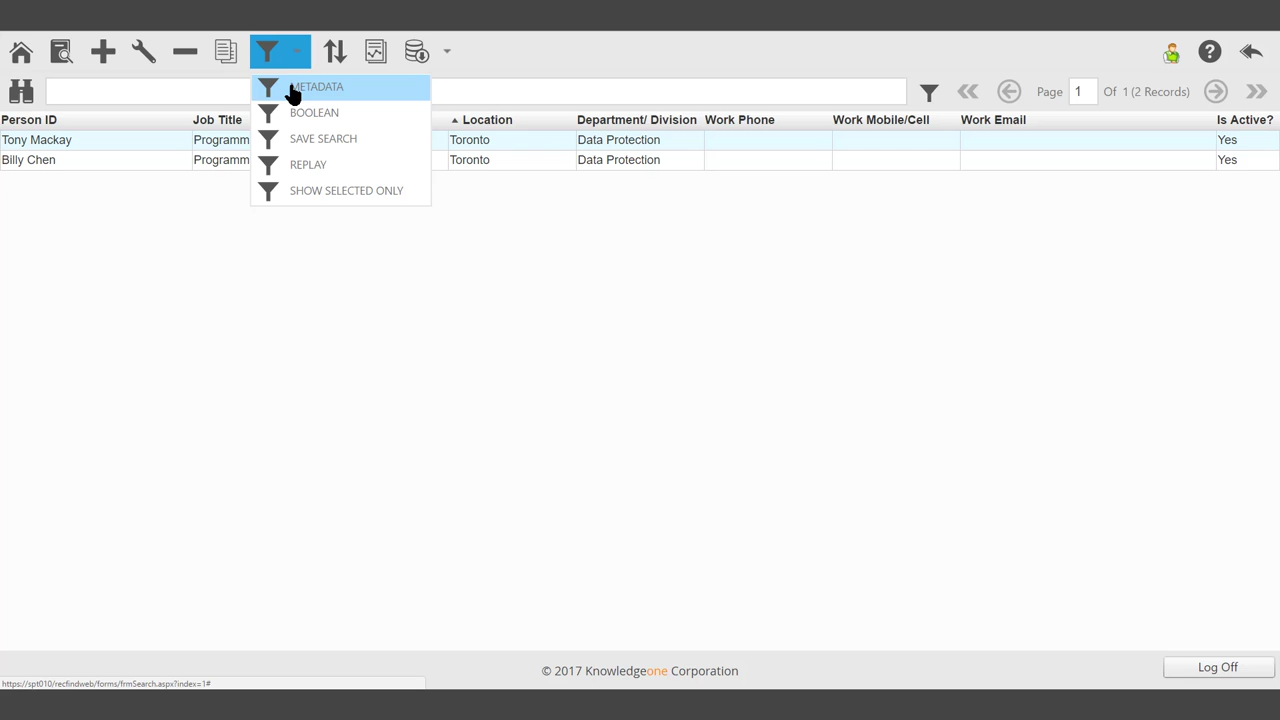 METADATA
Page 1 Of 1 (2 Records)
BOOLEAN
Person ID Job Title Location Department/ Division Work Phone Work Mobile/Cell Work Email Is Active?
Tony Mackay Programm Toronto Data Protection Yes
SAVE SEARCH
Billy Chen Programm Toronto Data Protection Yes
REPLAY
SHOW SELECTED ONLY
© 2017 Knowledgeone Corporation
Log Off
https://spt010/recfindweb/forms/frmSearch.aspx?index=1#